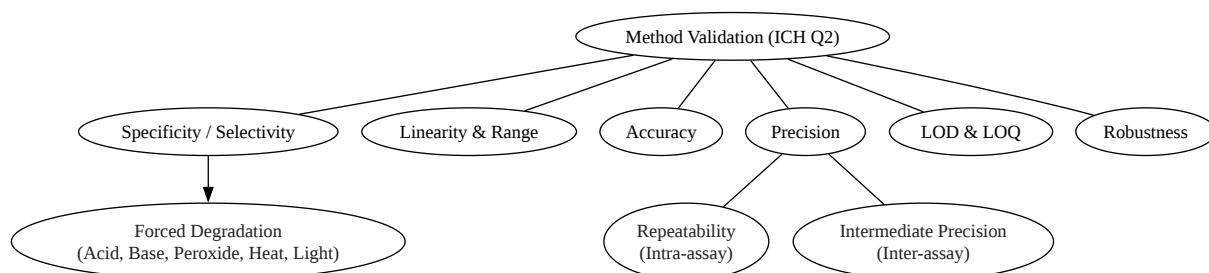 Method Validation (ICH Q2)
Specificity / Selectivity
Linearity & Range
Accuracy
Precision
LOD & LOQ
Robustness
Forced Degradation
(Acid, Base, Peroxide, Heat, Light)
Repeatability
(Intra-assay)
Intermediate Precision
(Inter-assay)